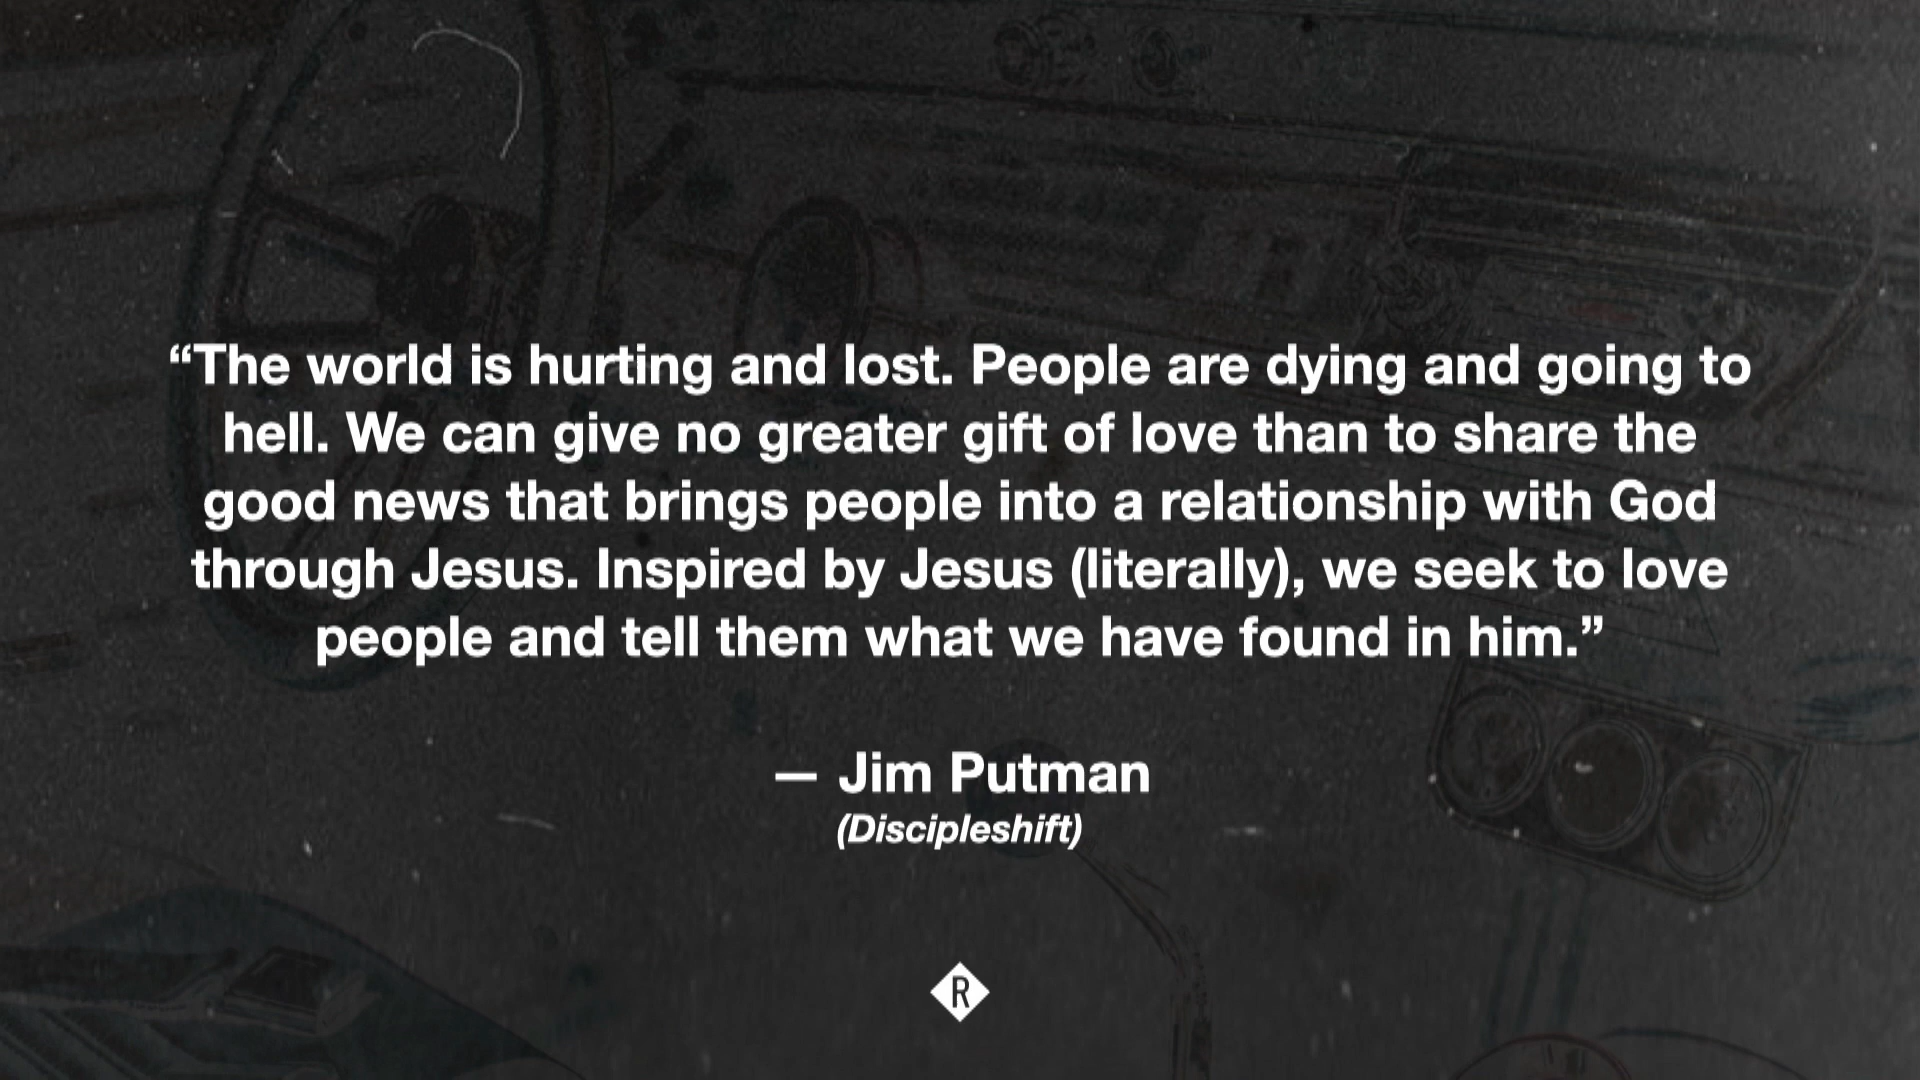 “The world is hurting and lost. People are dying and going to
hell. We can give no greater gift of love than to share the
good news that brings people into a relationship with God
through Jesus. Inspired by Jesus (literally), we seek to love
people and tell them what we have found in him.”
— Jim Putman
(Discipleshift)
R